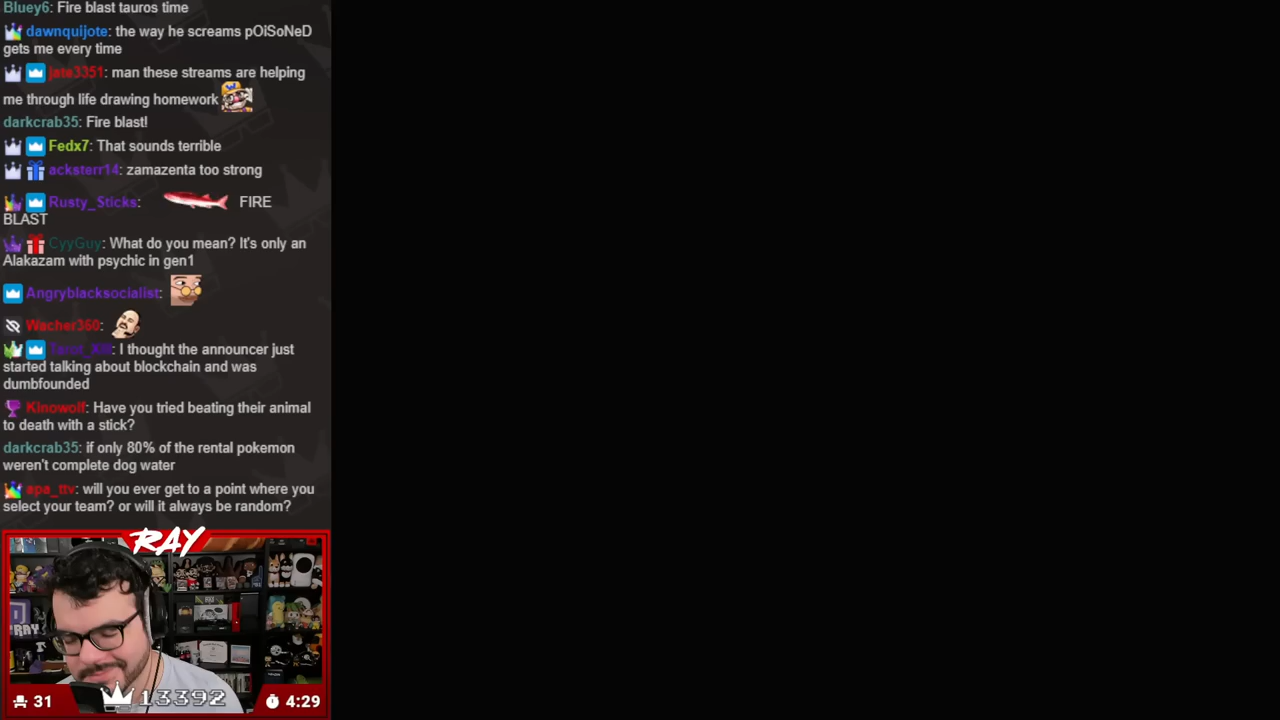 Bluey6: Fire blast tauros time
dawnquijote: the way he screams pOiSoNeD
gets me every time
jate3351: man these streams are helping
me through life drawing homework
darkcrab35: Fire blast!
Fedx7: That sounds terrible
acksterr14: zamazenta too strong
Rusty_Sticks: FIRE
BLAST
CyyGuy: What do you mean? It's only an
Alakazam with psychic in gen1
Angryblacksocialist:
Wacher360:
Tarot_XIII: I thought the announcer just
started talking about blockchain and was
dumbfounded
Klnowolf: Have you tried beating their animal
to death with a stick?
darkcrab35: if only 80% of the rental pokemon
weren't complete dog water
apa_ttv: will you ever get to a point where you
select your team? or will it always be random?
RAY
RAY
31
13392
4:29